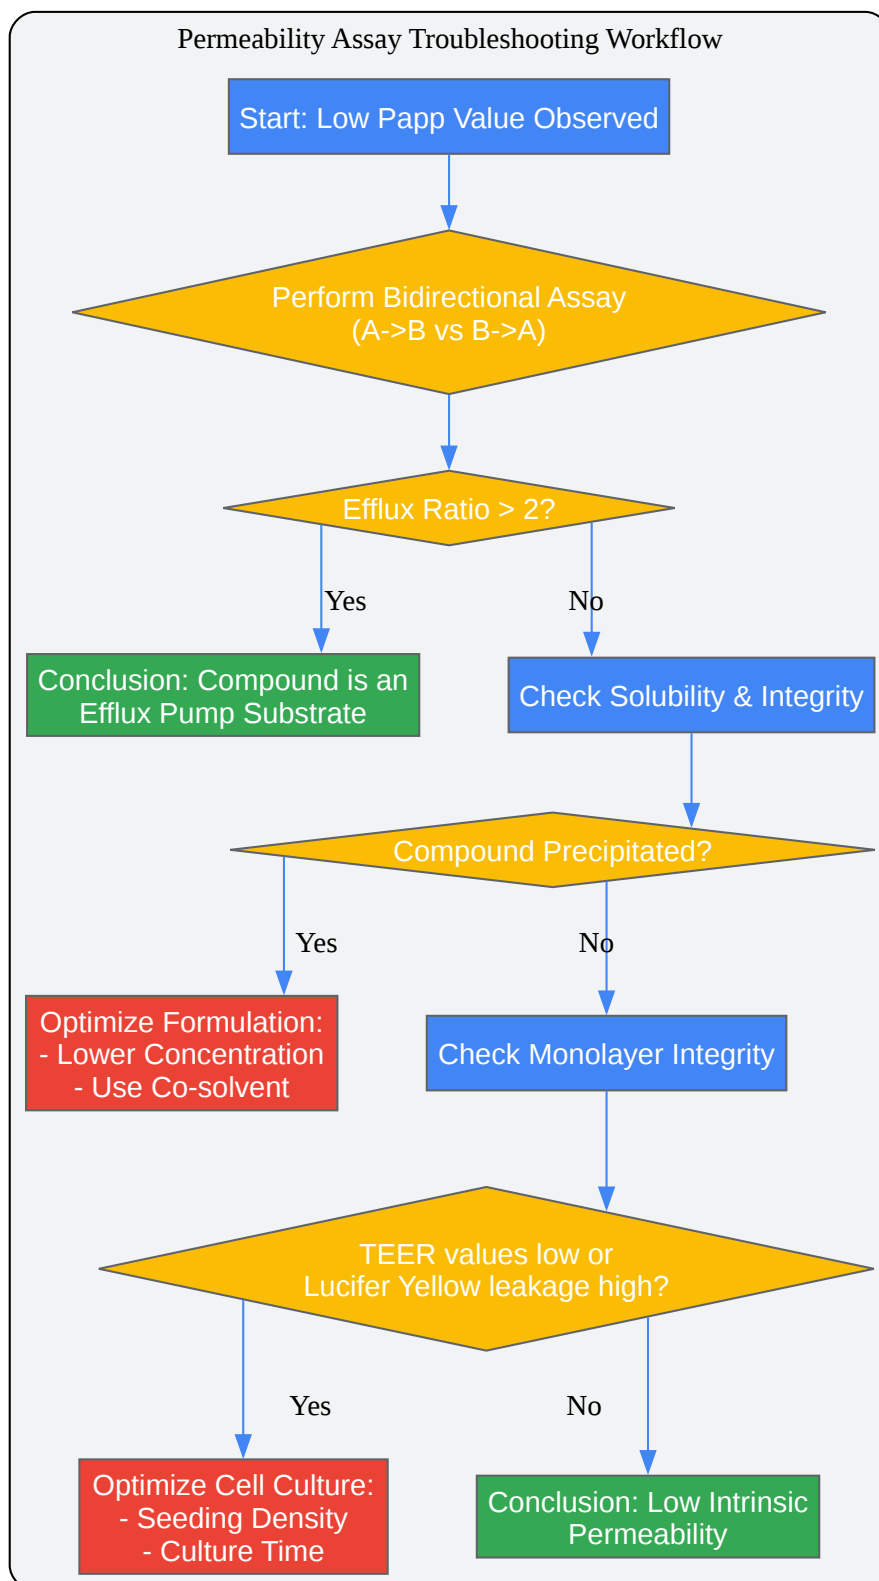 Permeability Assay Troubleshooting Workflow
Start: Low Papp Value Observed
Perform Bidirectional Assay
(A->B vs B->A)
Efflux Ratio > 2?
Yes
No
Conclusion: Compound is an
Efflux Pump Substrate
Check Solubility & Integrity
Compound Precipitated?
Yes
No
Optimize Formulation:
- Lower Concentration
- Use Co-solvent
Check Monolayer Integrity
TEER values low or
Lucifer Yellow leakage high?
Yes
No
Optimize Cell Culture:
- Seeding Density
- Culture Time
Conclusion: Low Intrinsic
Permeability